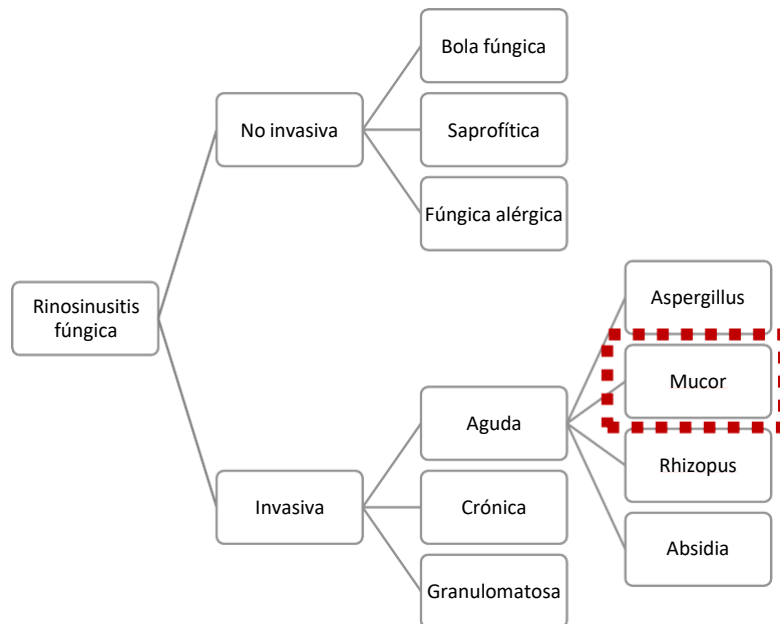 Bola fúngica
No invasiva
Saprofítica
Fúngica alérgica
Rinosinusitis
fúngica
Aspergillus
Mucor
Aguda
Rhizopus
Invasiva
Crónica
Absidia
Granulomatosa